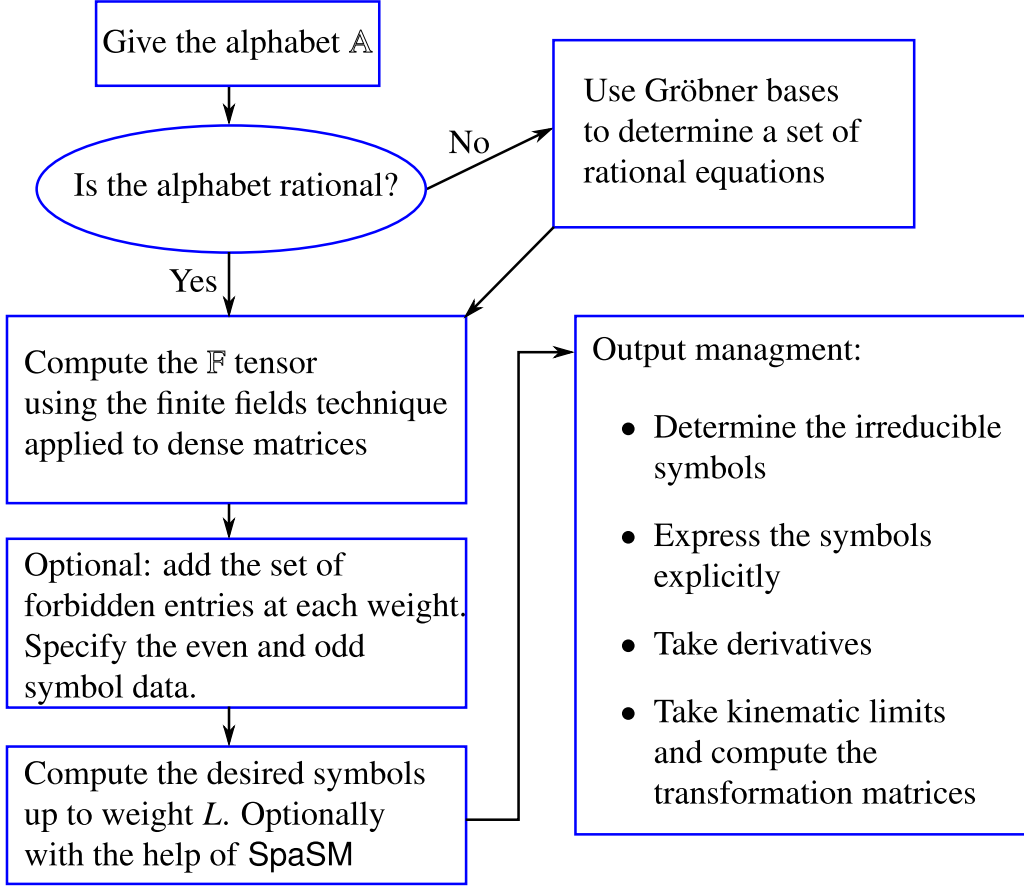 Give the alphabet 𝔸
Is the alphabet rational?
No
Use Gröbner bases
to determine a set of
rational equations
Yes
Compute the 𝔽 tensor
using the finite fields technique
applied to dense matrices
Optional: add the set of
forbidden entries at each weight.
Specify the even and odd
symbol data.
Compute the desired symbols
up to weight L. Optionally
with the help of SpaSM
Output managment:
• Determine the irreducible
symbols
• Express the symbols
explicitly
• Take derivatives
• Take kinematic limits
and compute the
transformation matrices